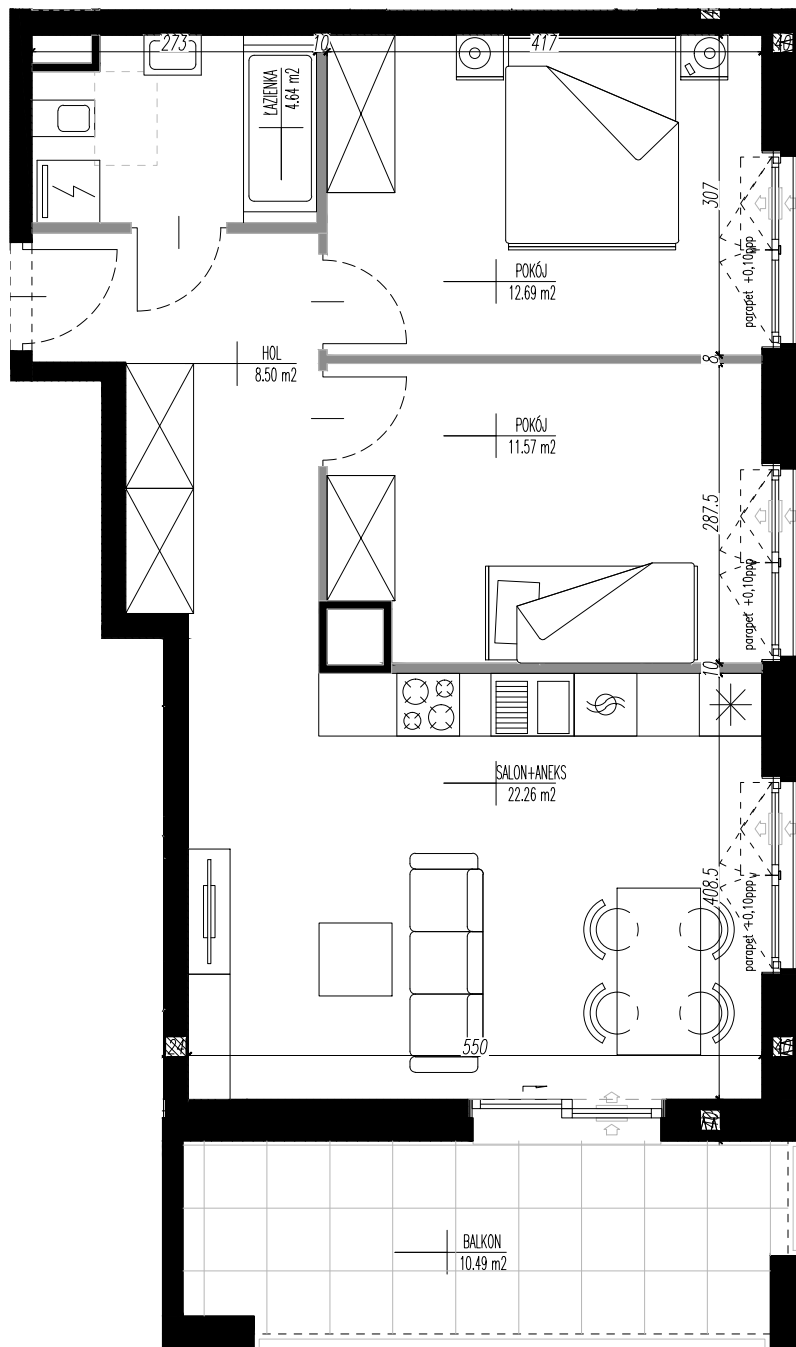 273
10
417
ŁAZIENKA
4.64 m2
307
parapet +0,10ppp
POKÓJ
12.69 m2
HOL
8.50 m2
8
POKÓJ
11.57 m2
287.5
parapet +0,10ppp
10
SALON+ANEKS
22.26 m2
408.5
parapet +0,10ppp
550
BALKON
10.49 m2